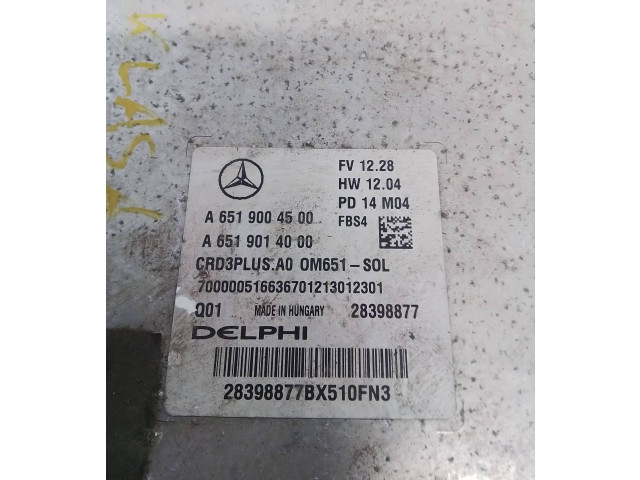 KLASA
FV 12.28
HW 12.04
PD 14 M04
A 651 900 45 00
FBS4
A 651 901 40 00
CRD3PLUS.A0 OM651-SOL
700000516636701213012301
Q01 MADE IN HUNGARY 28398877
DELPHI
28398877BX510FN3